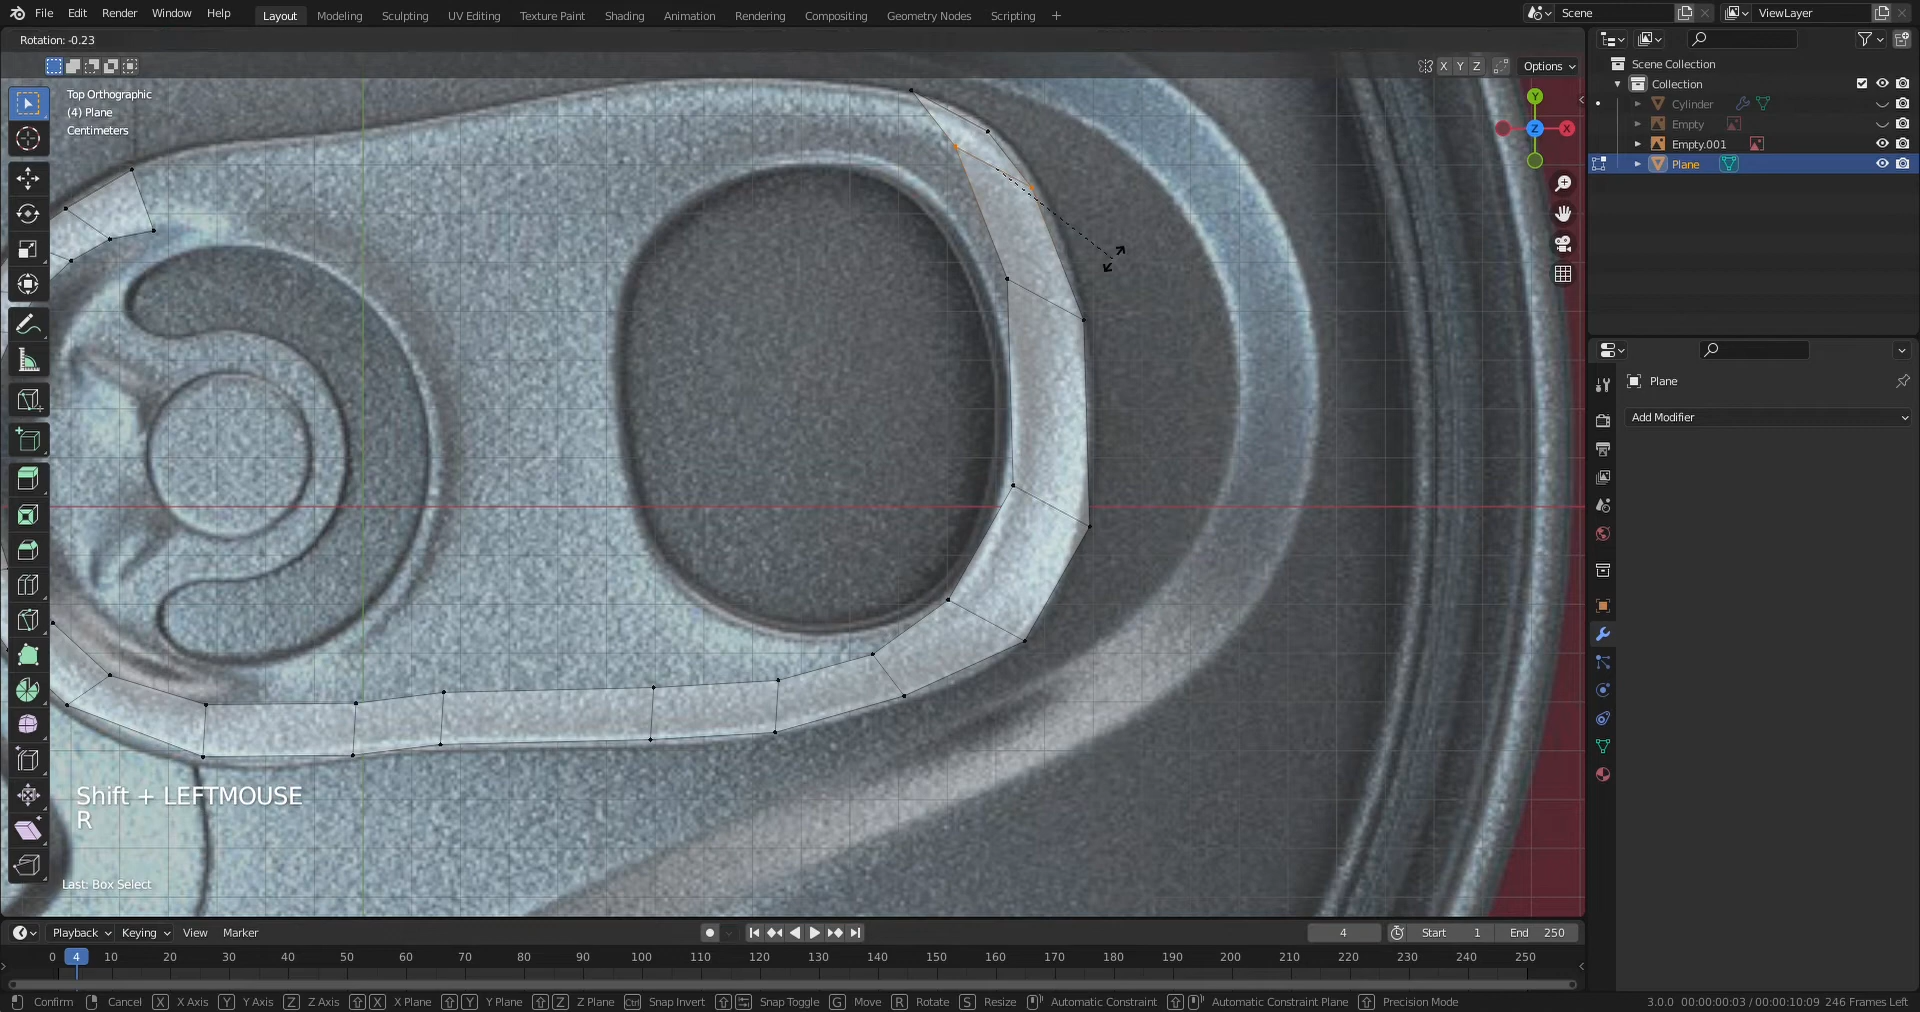 File Edit Render Window Help Layout Modeling Sculpting UV Editing Texture Paint Shading Animation Rendering Compositing Geometry Nodes Scripting + Scene ViewLayer
Rotation: -0.23
X Y Z Options
Top Orthographic
(4) Plane
Centimeters
Y
Z X
Scene Collection
Collection
Cylinder
Empty
Empty.001
Plane
Plane
Add Modifier
Shift + LEFTMOUSE
R
Last: Box Select
Playback Keying View Marker 4 Start 1 End 250
0 4 10 20 30 40 50 60 70 80 90 100 110 120 130 140 150 160 170 180 190 200 210 220 230 240 250
Confirm Cancel X X Axis Y Y Axis Z Z Axis X X Plane Y Y Plane Z Z Plane Ctrl Snap Invert Snap Toggle G Move R Rotate S Resize Automatic Constraint Automatic Constraint Plane Precision Mode 3.0.0 00:00:00:03 / 00:00:10:09 246 Frames Left